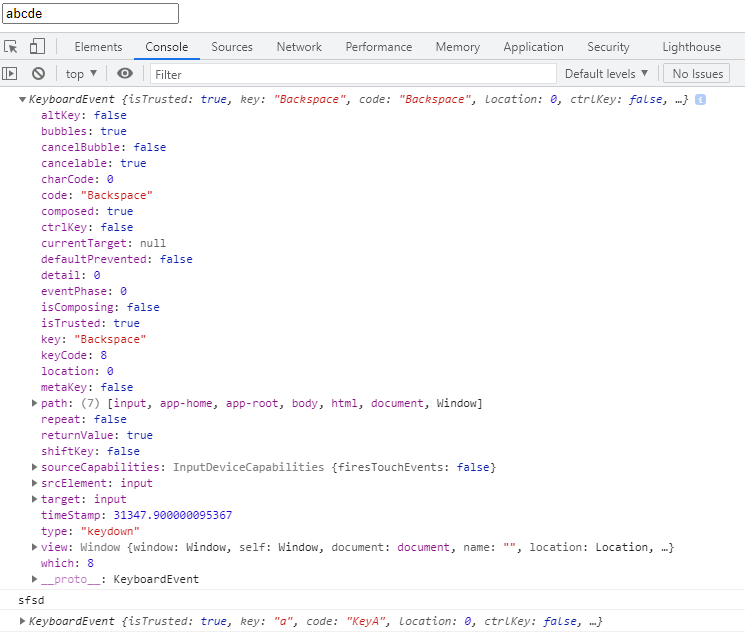 abcde
Elements Console Sources Network Performance Memory Application Security Lighthouse
top ▼ Filter Default levels ▼ No Issues
▼KeyboardEvent {isTrusted: true, key: "Backspace", code: "Backspace", location: 0, ctrlKey: false, …} i
altKey: false
bubbles: true
cancelBubble: false
cancelable: true
charCode: 0
code: "Backspace"
composed: true
ctrlKey: false
currentTarget: null
defaultPrevented: false
detail: 0
eventPhase: 0
isComposing: false
isTrusted: true
key: "Backspace"
keyCode: 8
location: 0
metaKey: false
▶path: (7) [input, app-home, app-root, body, html, document, Window]
repeat: false
returnValue: true
shiftKey: false
▶sourceCapabilities: InputDeviceCapabilities {firesTouchEvents: false}
▶srcElement: input
▶target: input
timeStamp: 31347.900000095367
type: "keydown"
▶view: Window {window: Window, self: Window, document: document, name: "", location: Location, …}
which: 8
▶__proto__: KeyboardEvent
sfsd
▶KeyboardEvent {isTrusted: true, key: "a", code: "KeyA", location: 0, ctrlKey: false, …}